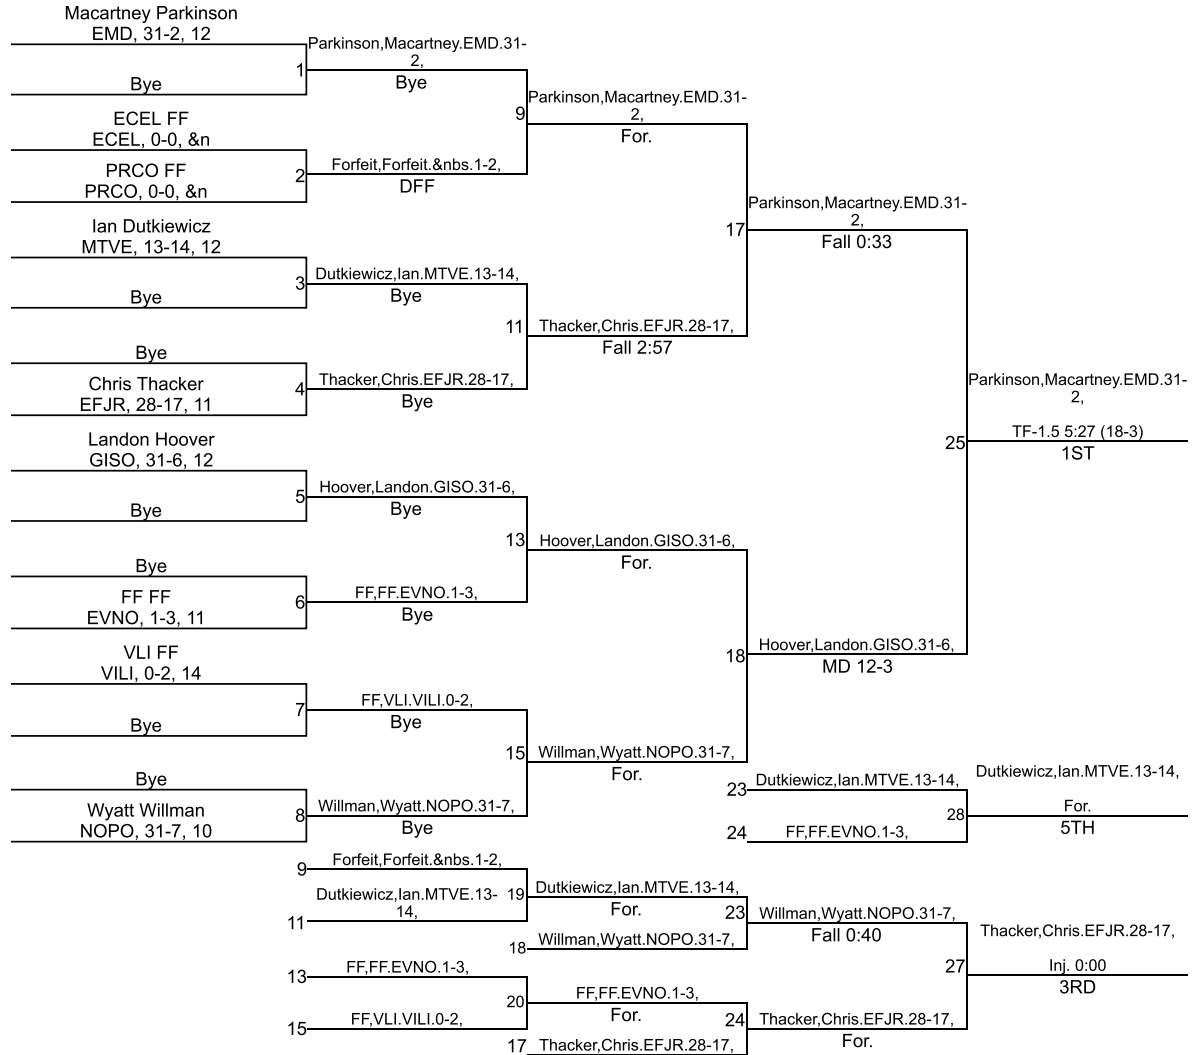 Macartney Parkinson
EMD, 31-2, 12
Bye
1
Parkinson,Macartney.EMD.31-
2,
Bye
ECEL FF
ECEL, 0-0, &n
PRCO FF
PRCO, 0-0, &n
2
Forfeit,Forfeit.&nbs.1-2,
DFF
9
Parkinson,Macartney.EMD.31-
2,
For.
Ian Dutkiewicz
MTVE, 13-14, 12
Bye
3
Dutkiewicz,Ian.MTVE.13-14,
Bye
Bye
Chris Thacker
EFJR, 28-17, 11
4
Thacker,Chris.EFJR.28-17,
Bye
11
Thacker,Chris.EFJR.28-17,
Fall 2:57
17
Parkinson,Macartney.EMD.31-
2,
Fall 0:33
Landon Hoover
GISO, 31-6, 12
Bye
5
Hoover,Landon.GISO.31-6,
Bye
Bye
FF FF
EVNO, 1-3, 11
6
FF,FF.EVNO.1-3,
Bye
13
Hoover,Landon.GISO.31-6,
For.
VLI FF
VILI, 0-2, 14
Bye
7
FF,VLI.VILI.0-2,
Bye
Bye
Wyatt Willman
NOPO, 31-7, 10
8
Willman,Wyatt.NOPO.31-7,
Bye
15
Willman,Wyatt.NOPO.31-7,
For.
18
Hoover,Landon.GISO.31-6,
MD 12-3
25
Parkinson,Macartney.EMD.31-
2,
TF-1.5 5:27 (18-3)
1ST
23
Dutkiewicz,Ian.MTVE.13-14,
24
FF,FF.EVNO.1-3,
28
Dutkiewicz,Ian.MTVE.13-14,
For.
5TH
9
Forfeit,Forfeit.&nbs.1-2,
11
Dutkiewicz,Ian.MTVE.13-
14,
19
Dutkiewicz,Ian.MTVE.13-14,
For.
18
Willman,Wyatt.NOPO.31-7,
23
Willman,Wyatt.NOPO.31-7,
Fall 0:40
13
FF,FF.EVNO.1-3,
15
FF,VLI.VILI.0-2,
20
FF,FF.EVNO.1-3,
For.
17
Thacker,Chris.EFJR.28-17,
24
Thacker,Chris.EFJR.28-17,
For.
27
Thacker,Chris.EFJR.28-17,
Inj. 0:00
3RD